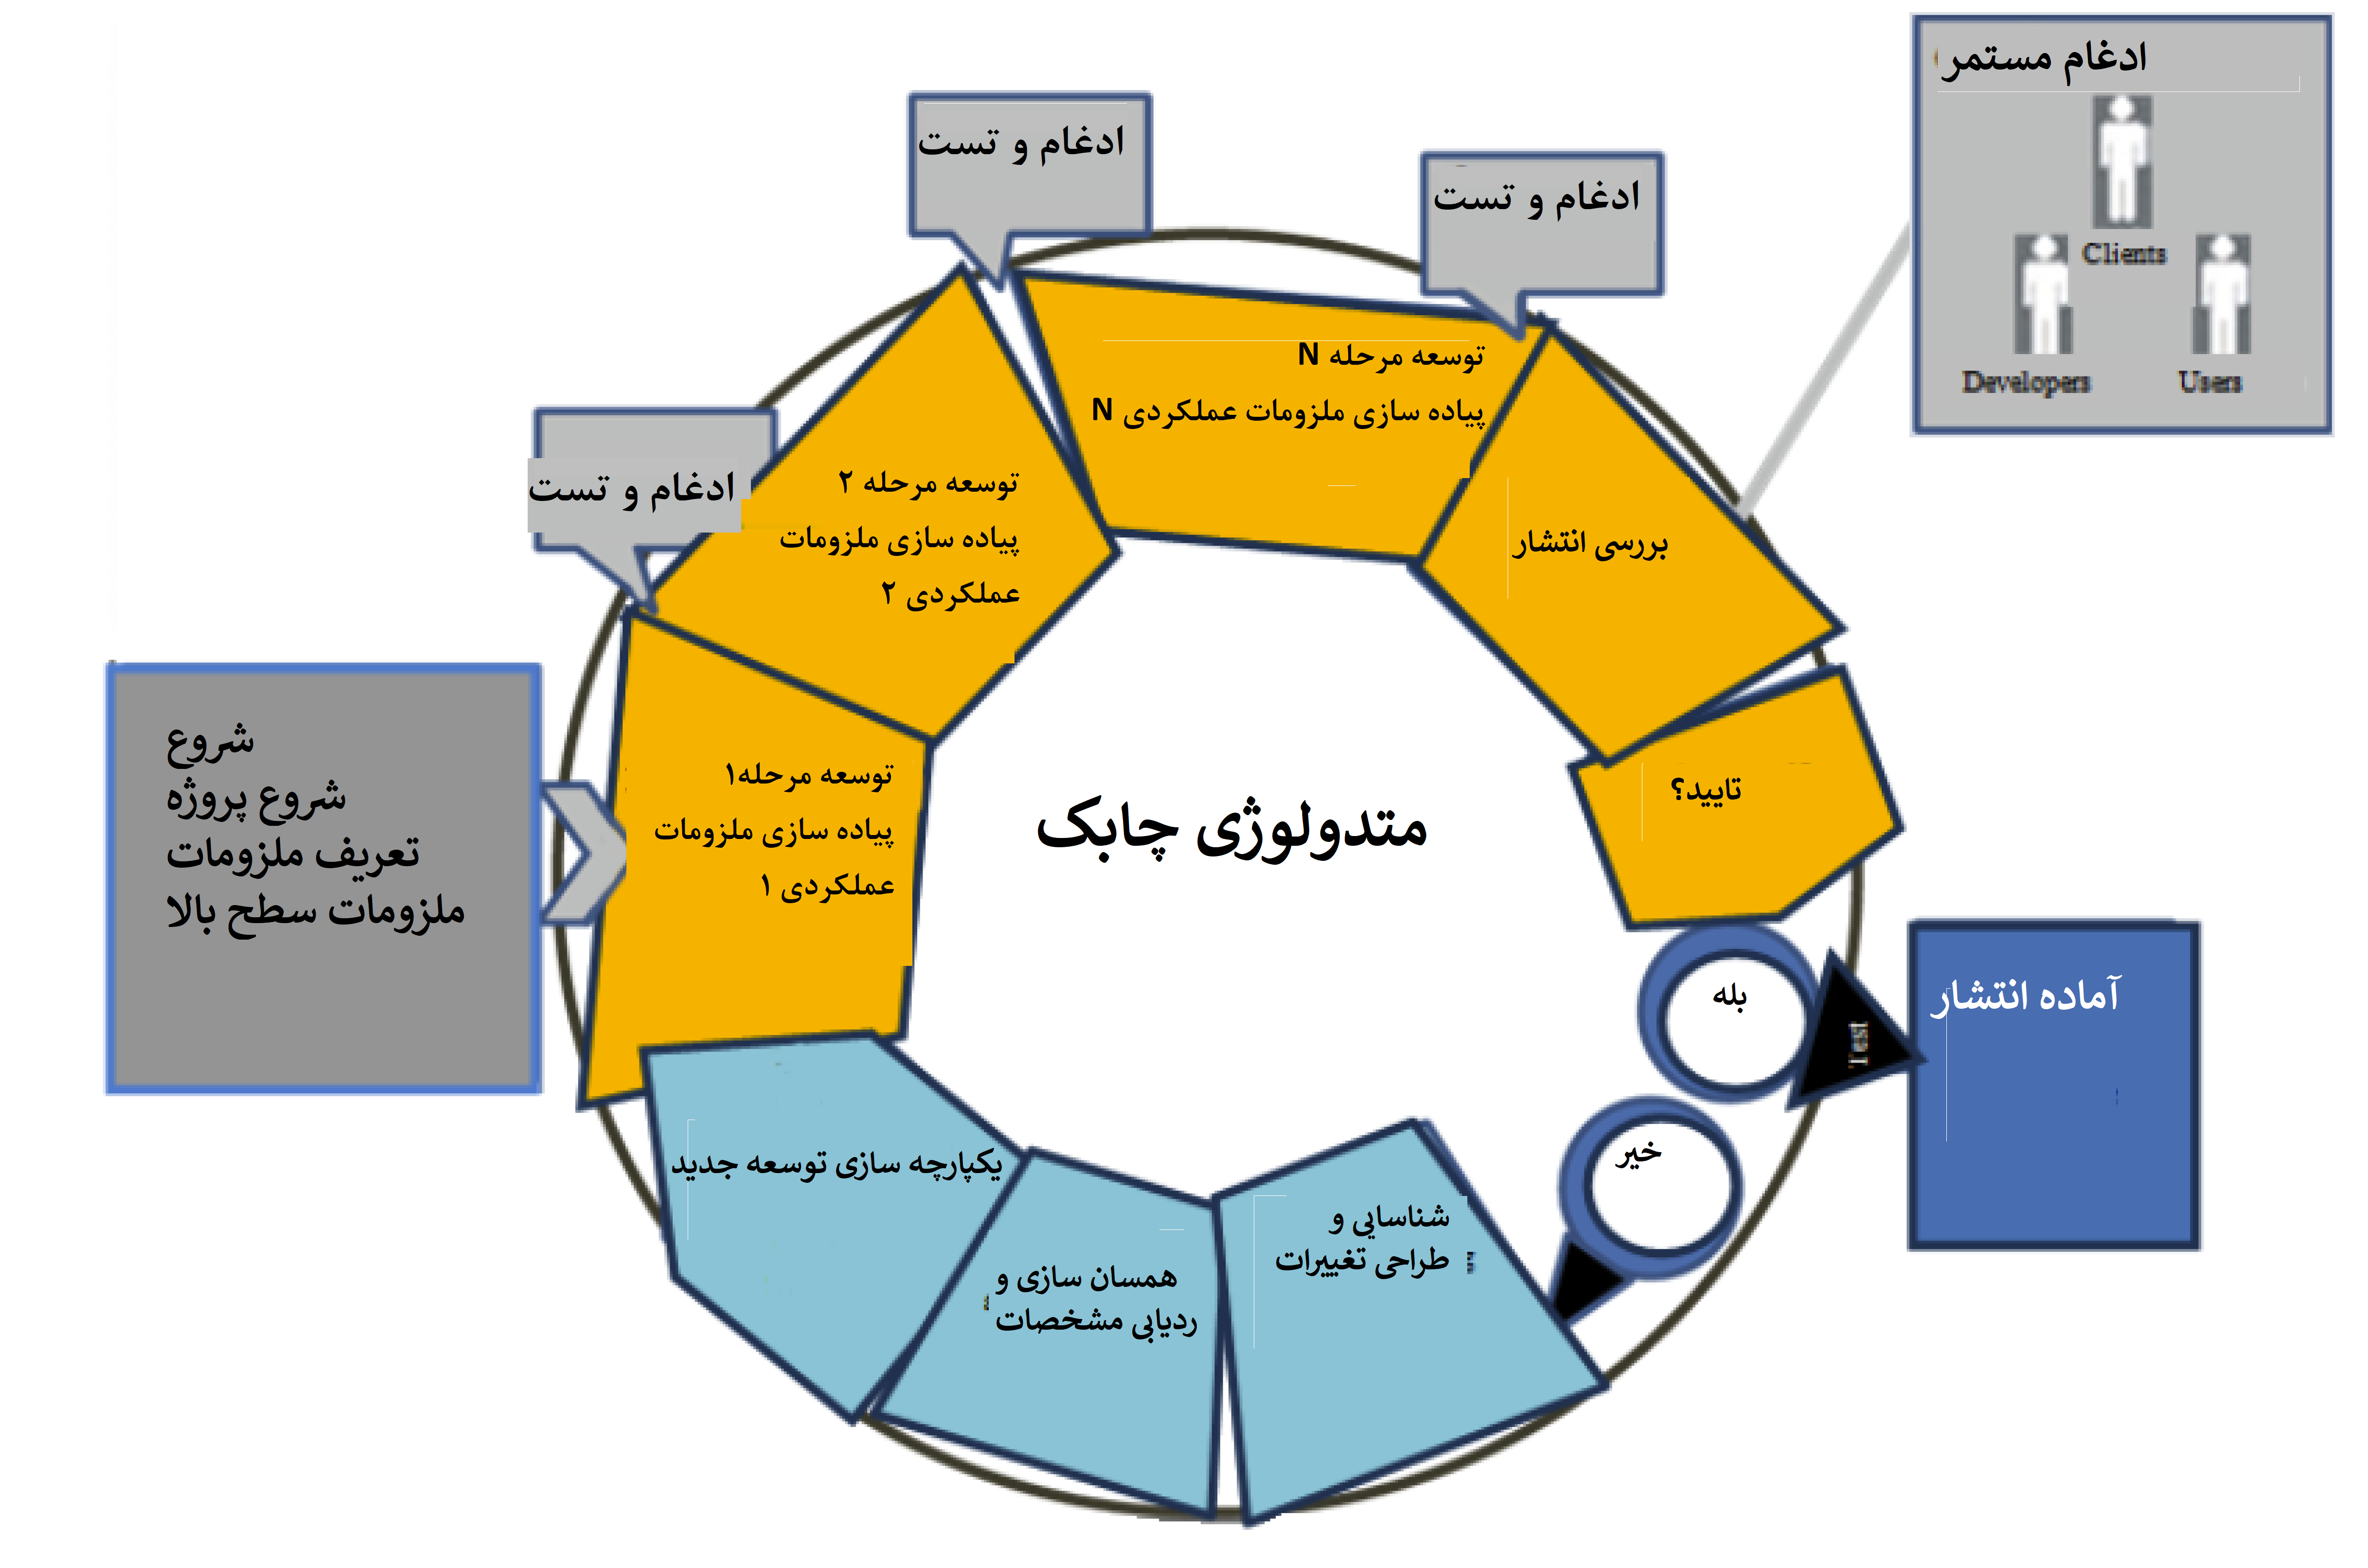 ادغام مستمر
Clients
Developers
Users
ادغام و تست
ادغام و تست
ادغام و تست
توسعه مرحله N
پیاده سازی ملزومات عملکردی N
توسعه مرحله ۲
پیاده سازی ملزومات
عملکردی ۲
بررسی انتشار
شروع
شروع پروژه
تعریف ملزومات
ملزومات سطح بالا
توسعه مرحله۱
پیاده سازی ملزومات
عملکردی ۱
متدولوژی چابک
تایید؟
بله
Test
آماده انتشار
خیر
یکپارچه سازی توسعه جدید
شناسایی و
طراحی تغییرات
همسان سازی و
ردیابی مشخصات